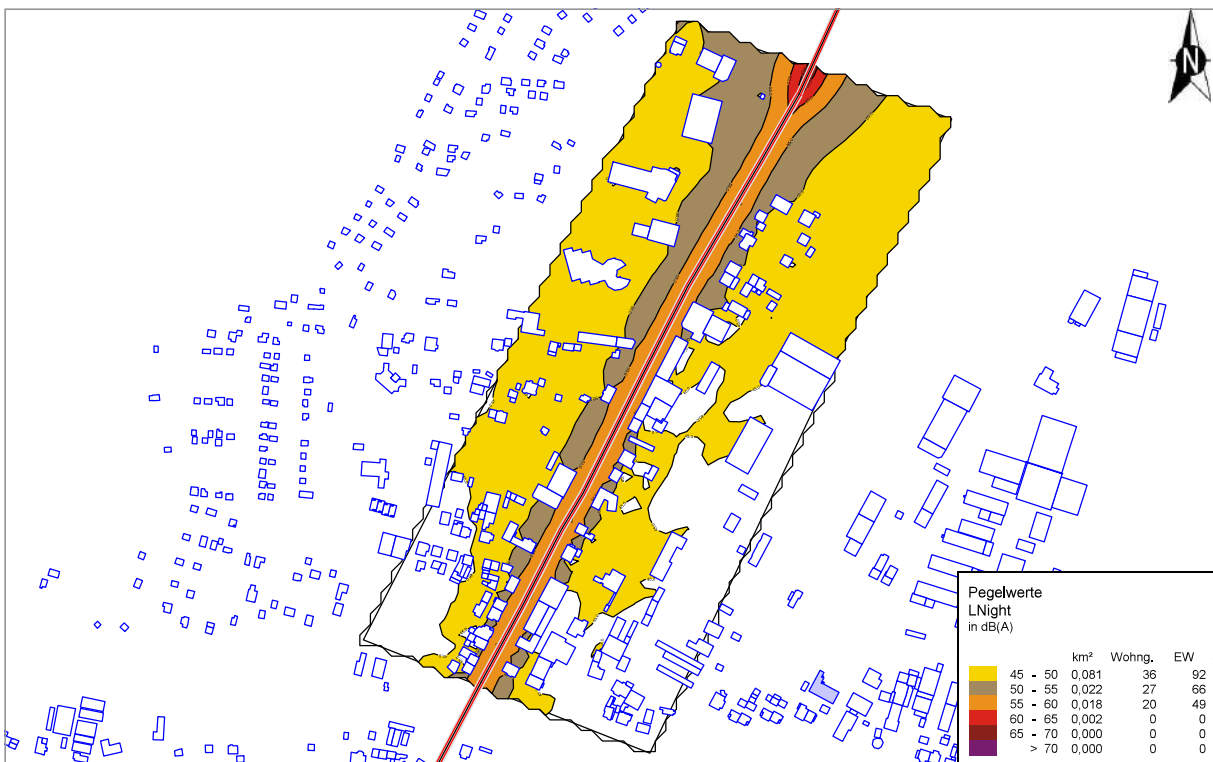 N
Pegelwerte
LNight
in dB(A)
km² Wohng. EW
45 - 50 0,081 36 92
50 - 55 0,022 27 66
55 - 60 0,018 20 49
60 - 65 0,002 0 0
65 - 70 0,000 0 0
> 70 0,000 0 0